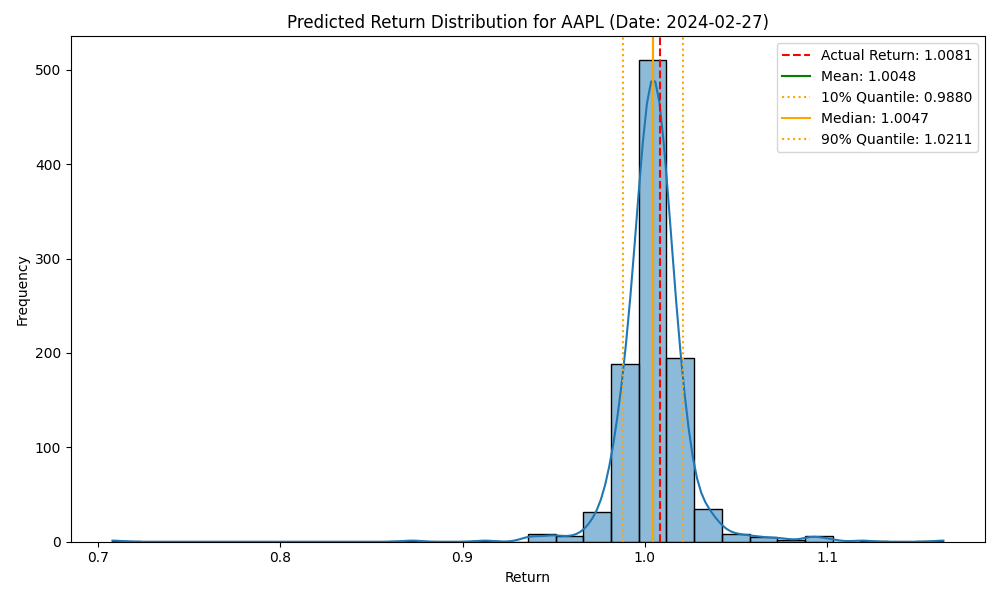 Predicted Return Distribution for AAPL (Date: 2024-02-27)
Actual Return: 1.0081
Mean: 1.0048
10% Quantile: 0.9880
Median: 1.0047
90% Quantile: 1.0211
Frequency
500
400
300
200
100
0
0.7 0.8 0.9 1.0 1.1
Return